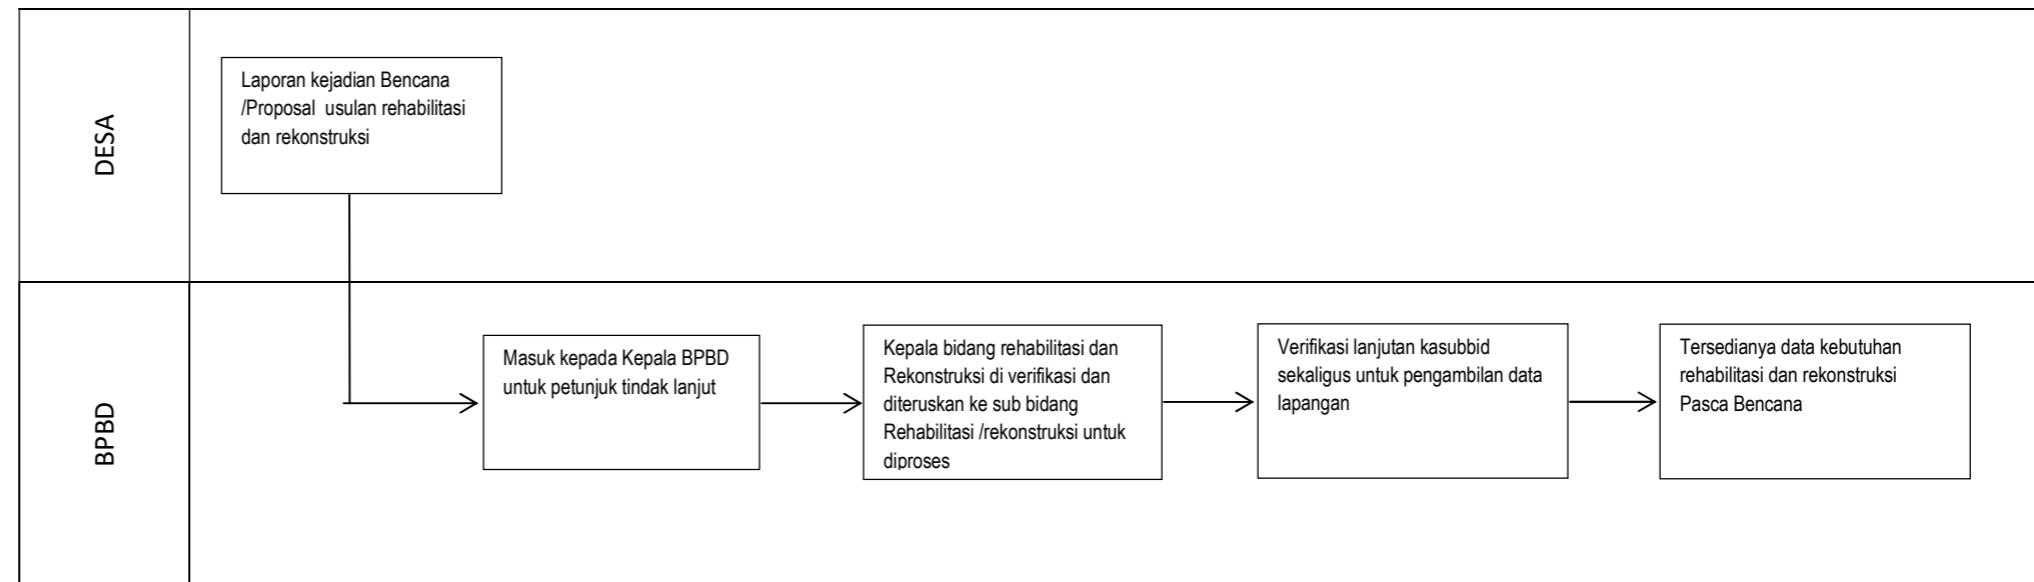 DESA
Laporan kejadian Bencana
/Proposal usulan rehabilitasi
dan rekonstruksi
BPBD
Masuk kepada Kepala BPBD
untuk petunjuk tindak lanjut
Kepala bidang rehabilitasi dan
Rekonstruksi di verifikasi dan
diteruskan ke sub bidang
Rehabilitasi /rekonstruksi untuk
diproses
Verifikasi lanjutan kasubbid
sekaligus untuk pengambilan data
lapangan
Tersedianya data kebutuhan
rehabilitasi dan rekonstruksi
Pasca Bencana